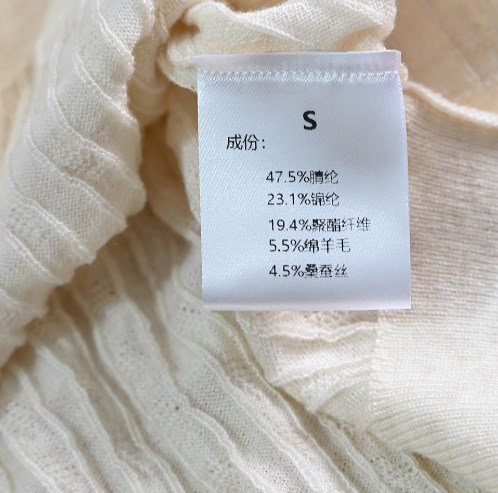 S
成份：
47.5%腈纶
23.1%锦纶
19.4%聚酯纤维
5.5%绵羊毛
4.5%桑蚕丝